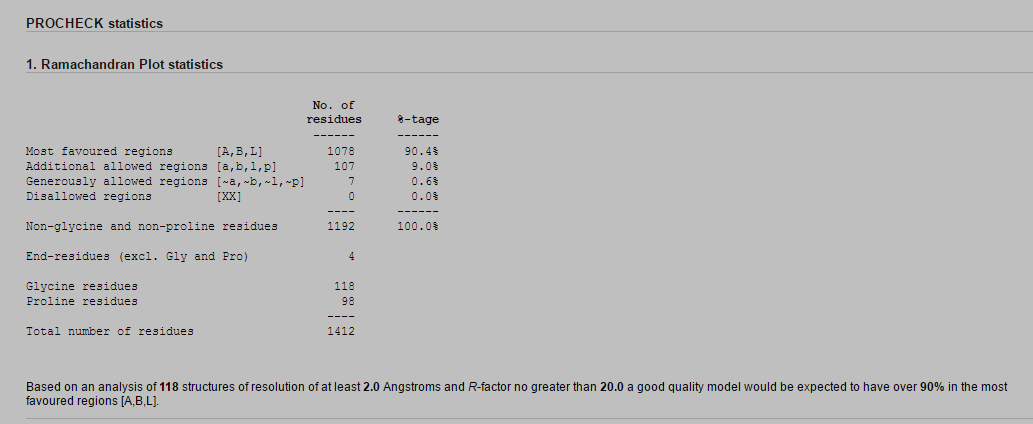 PROCHECK statistics
1. Ramachandran Plot statistics
No. of
residues %-tage
------ ------
Most favoured regions [A,B,L] 1078 90.4%
Additional allowed regions [a,b,l,p] 107 9.0%
Generously allowed regions [~a,~b,~l,~p] 7 0.6%
Disallowed regions [XX] 0 0.0%
---- ------
Non-glycine and non-proline residues 1192 100.0%
End-residues (excl. Gly and Pro) 4
Glycine residues 118
Proline residues 98
----
Total number of residues 1412
Based on an analysis of 118 structures of resolution of at least 2.0 Angstroms and R-factor no greater than 20.0 a good quality model would be expected to have over 90% in the most
favoured regions [A,B,L].